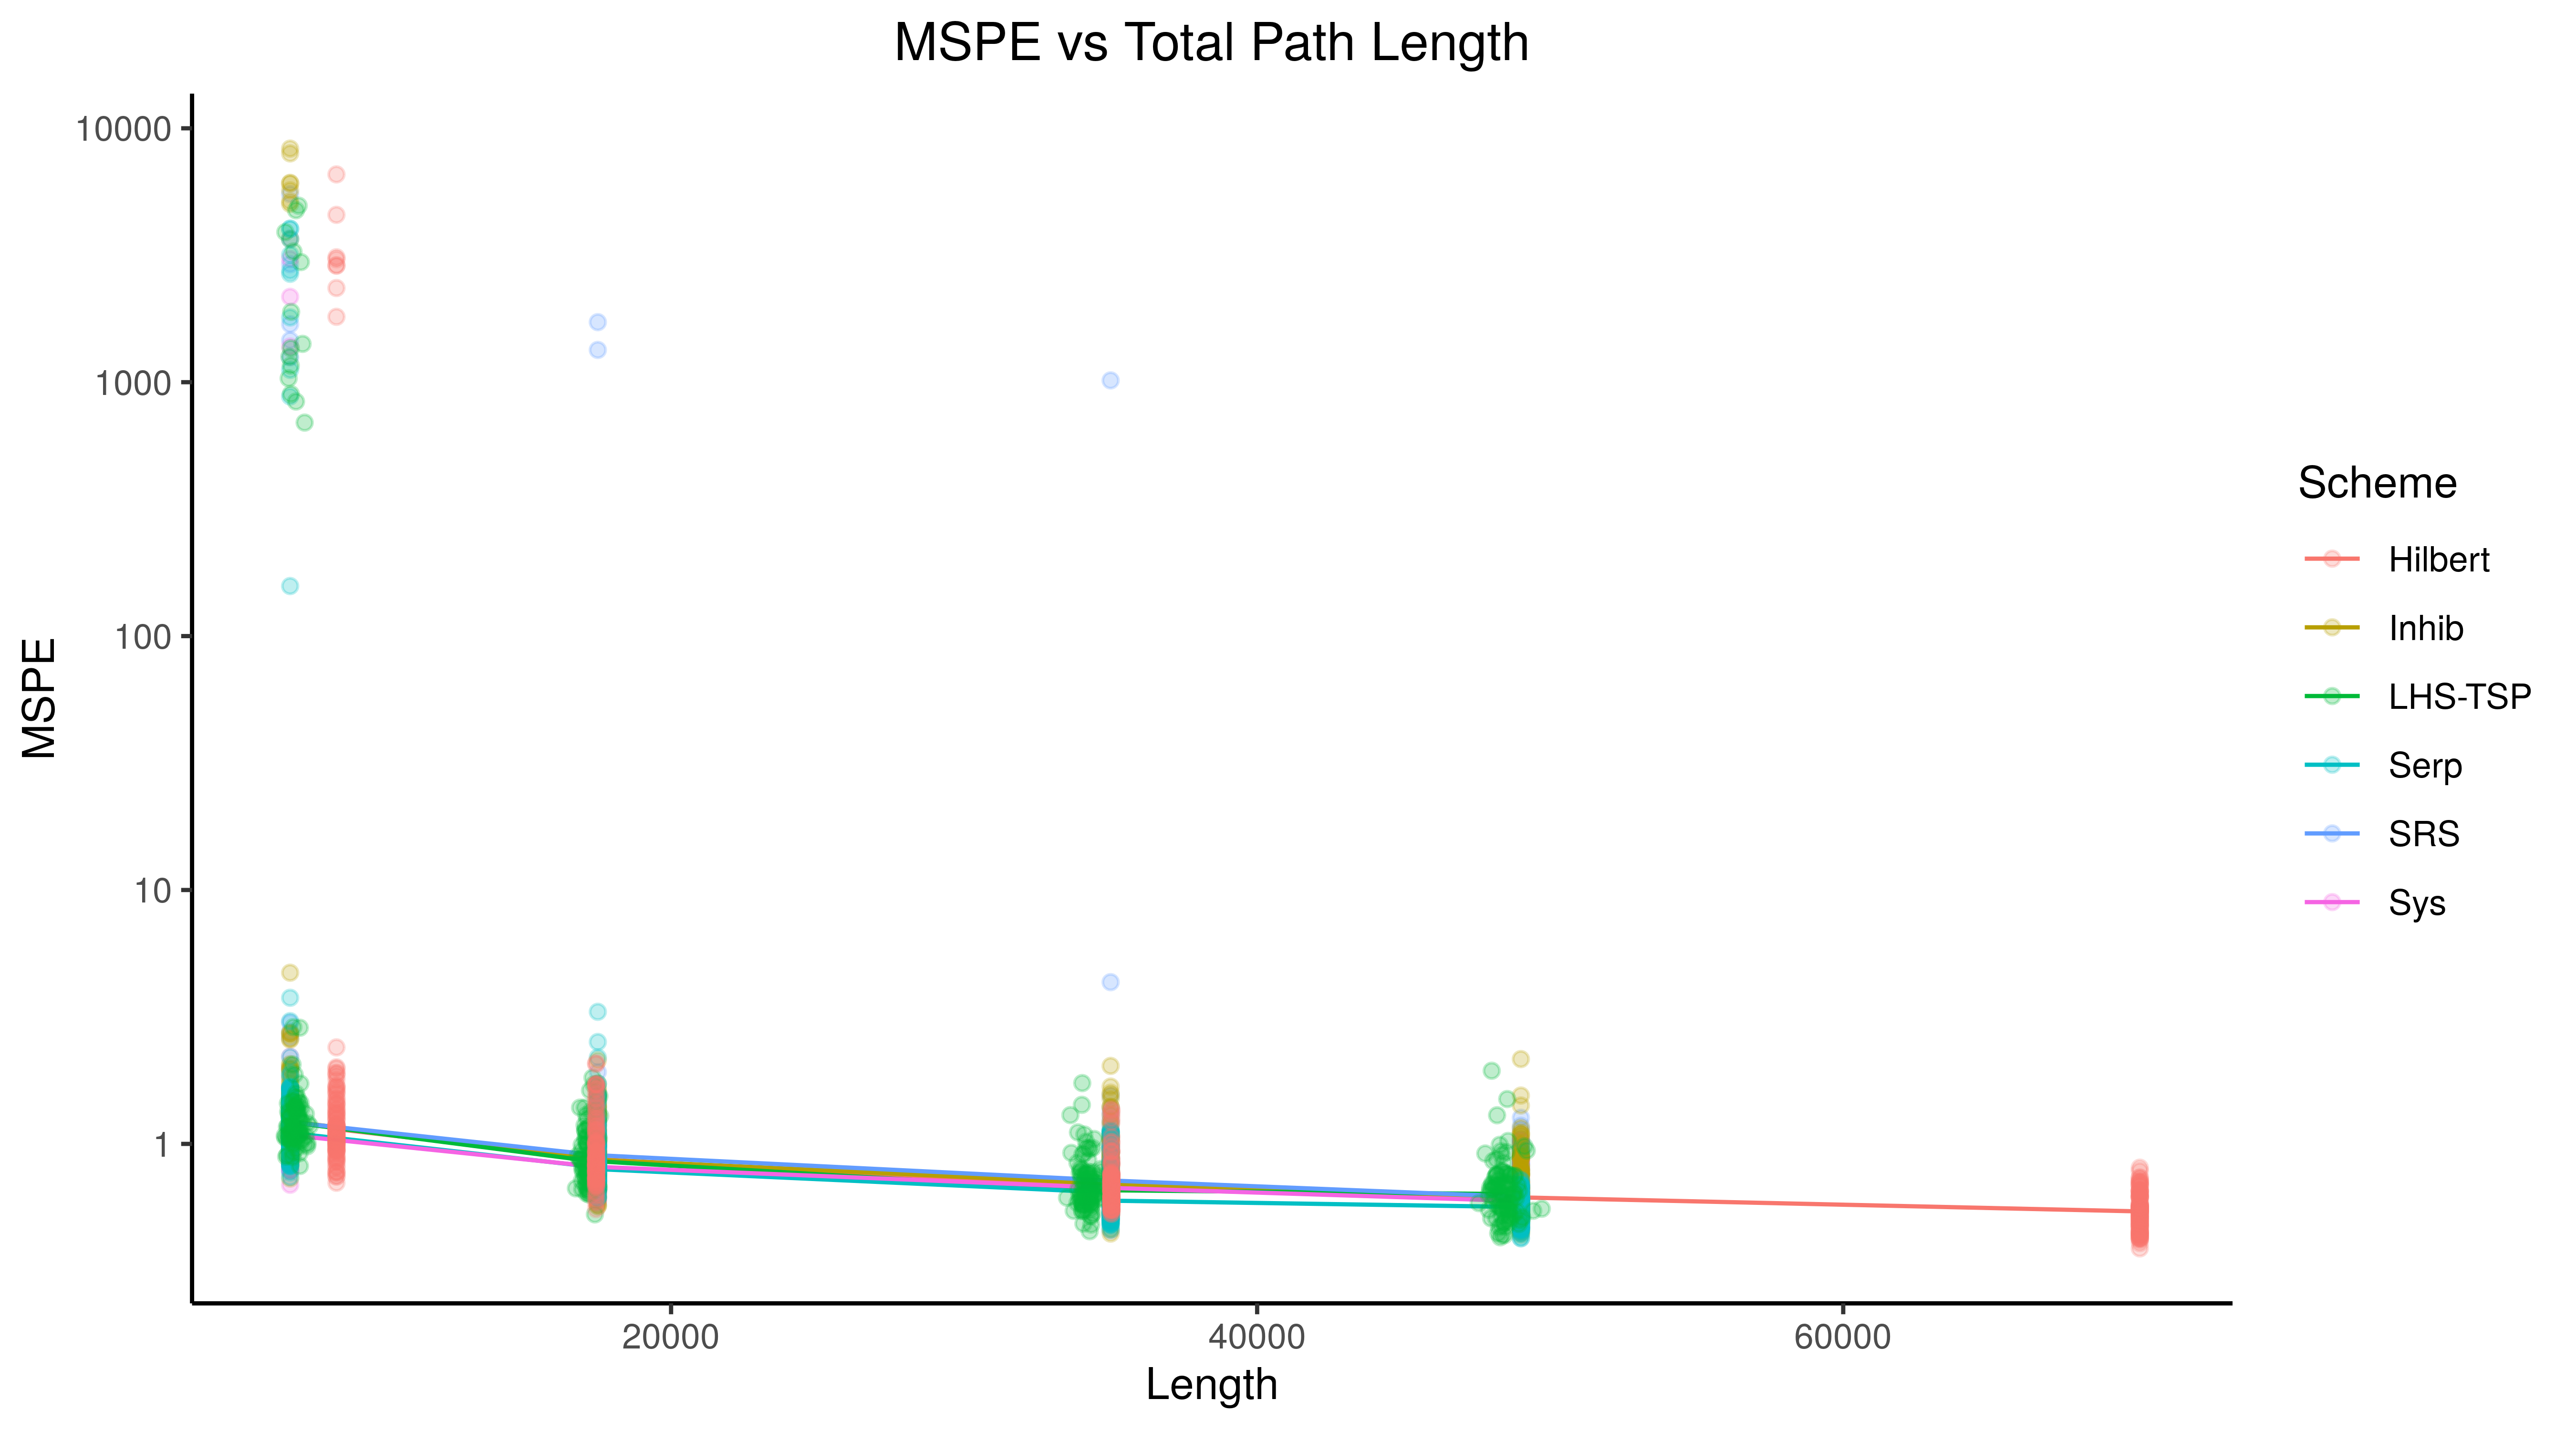 MSPE vs Total Path Length
MSPE
10000
1000
100
10
1
20000
40000
60000
Length
Scheme
Hilbert
Inhib
LHS-TSP
Serp
SRS
Sys